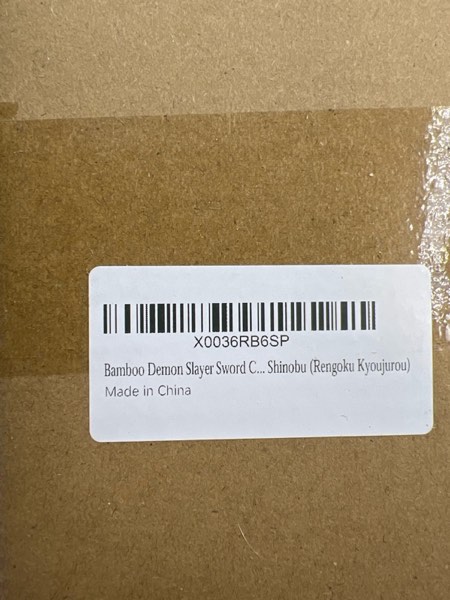 X0036RB6SP
Bamboo Demon Slayer Sword C... Shinobu (Rengoku Kyoujurou)
Made in China